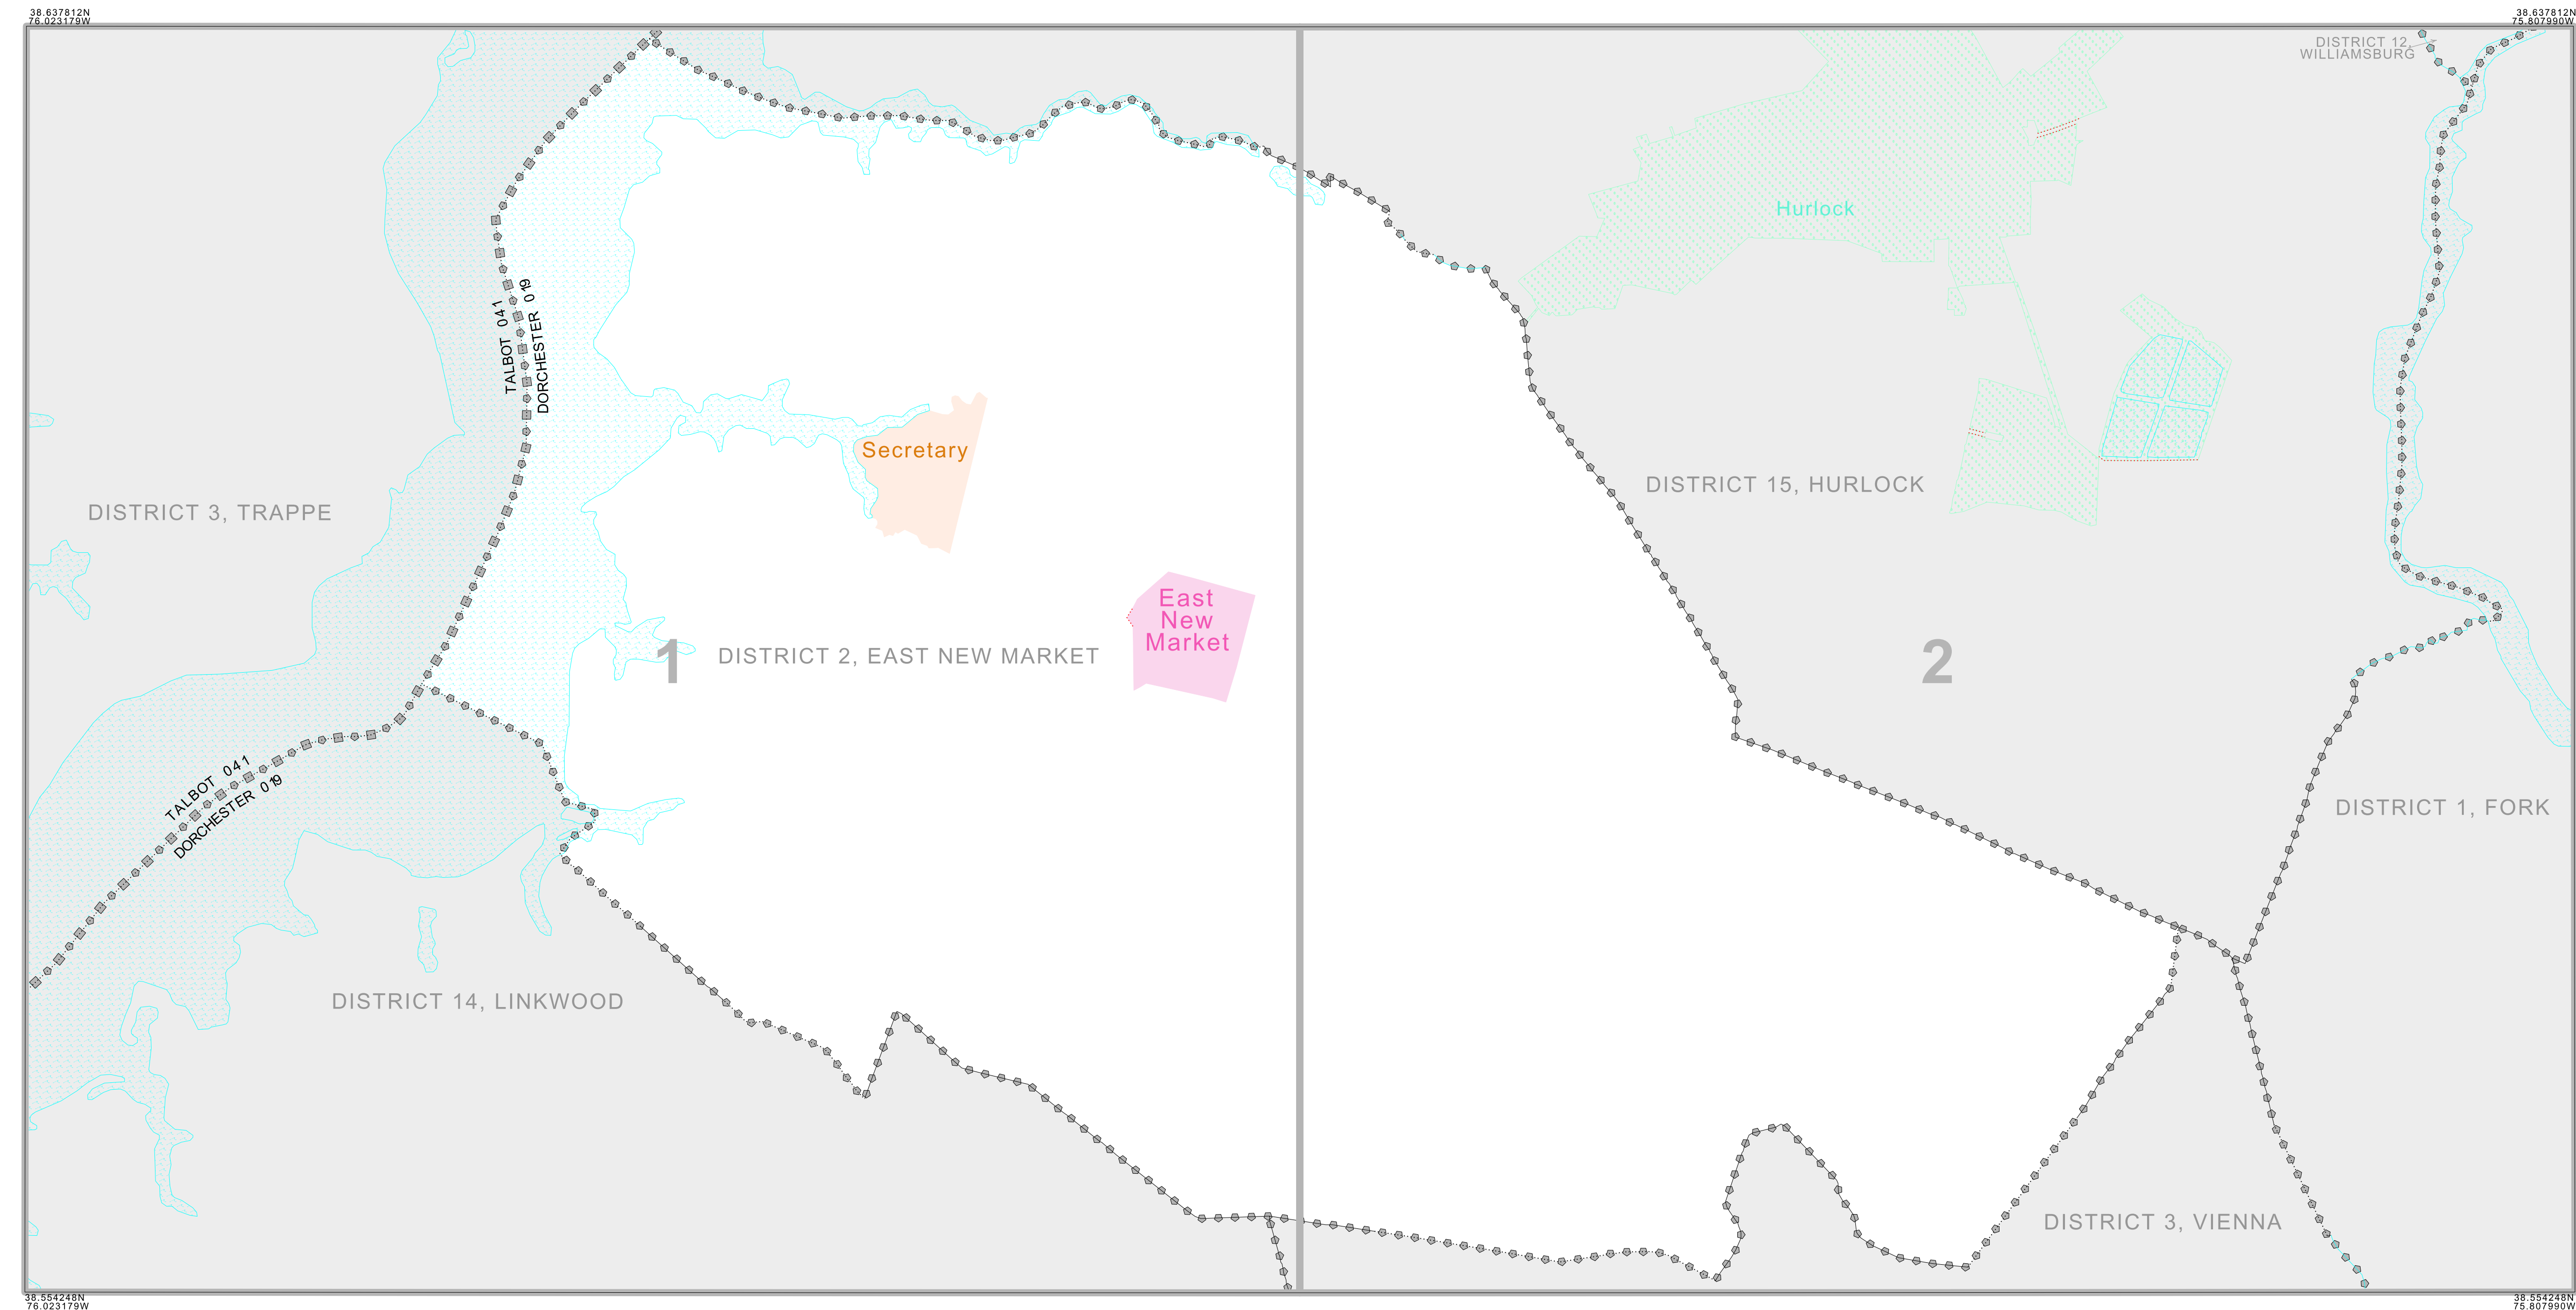 38.637812N
76.023179W
38.637812N
75.807990W
DISTRICT 12,
WILLIAMSBURG
Hurlock
TALBOT 041
DORCHESTER 019
Secretary
DISTRICT 15, HURLOCK
DISTRICT 3, TRAPPE
East
New
Market
1
DISTRICT 2, EAST NEW MARKET
2
TALBOT 041
DORCHESTER 019
DISTRICT 1, FORK
DISTRICT 14, LINKWOOD
DISTRICT 3, VIENNA
38.554248N
76.023179W
38.554248N
75.807990W